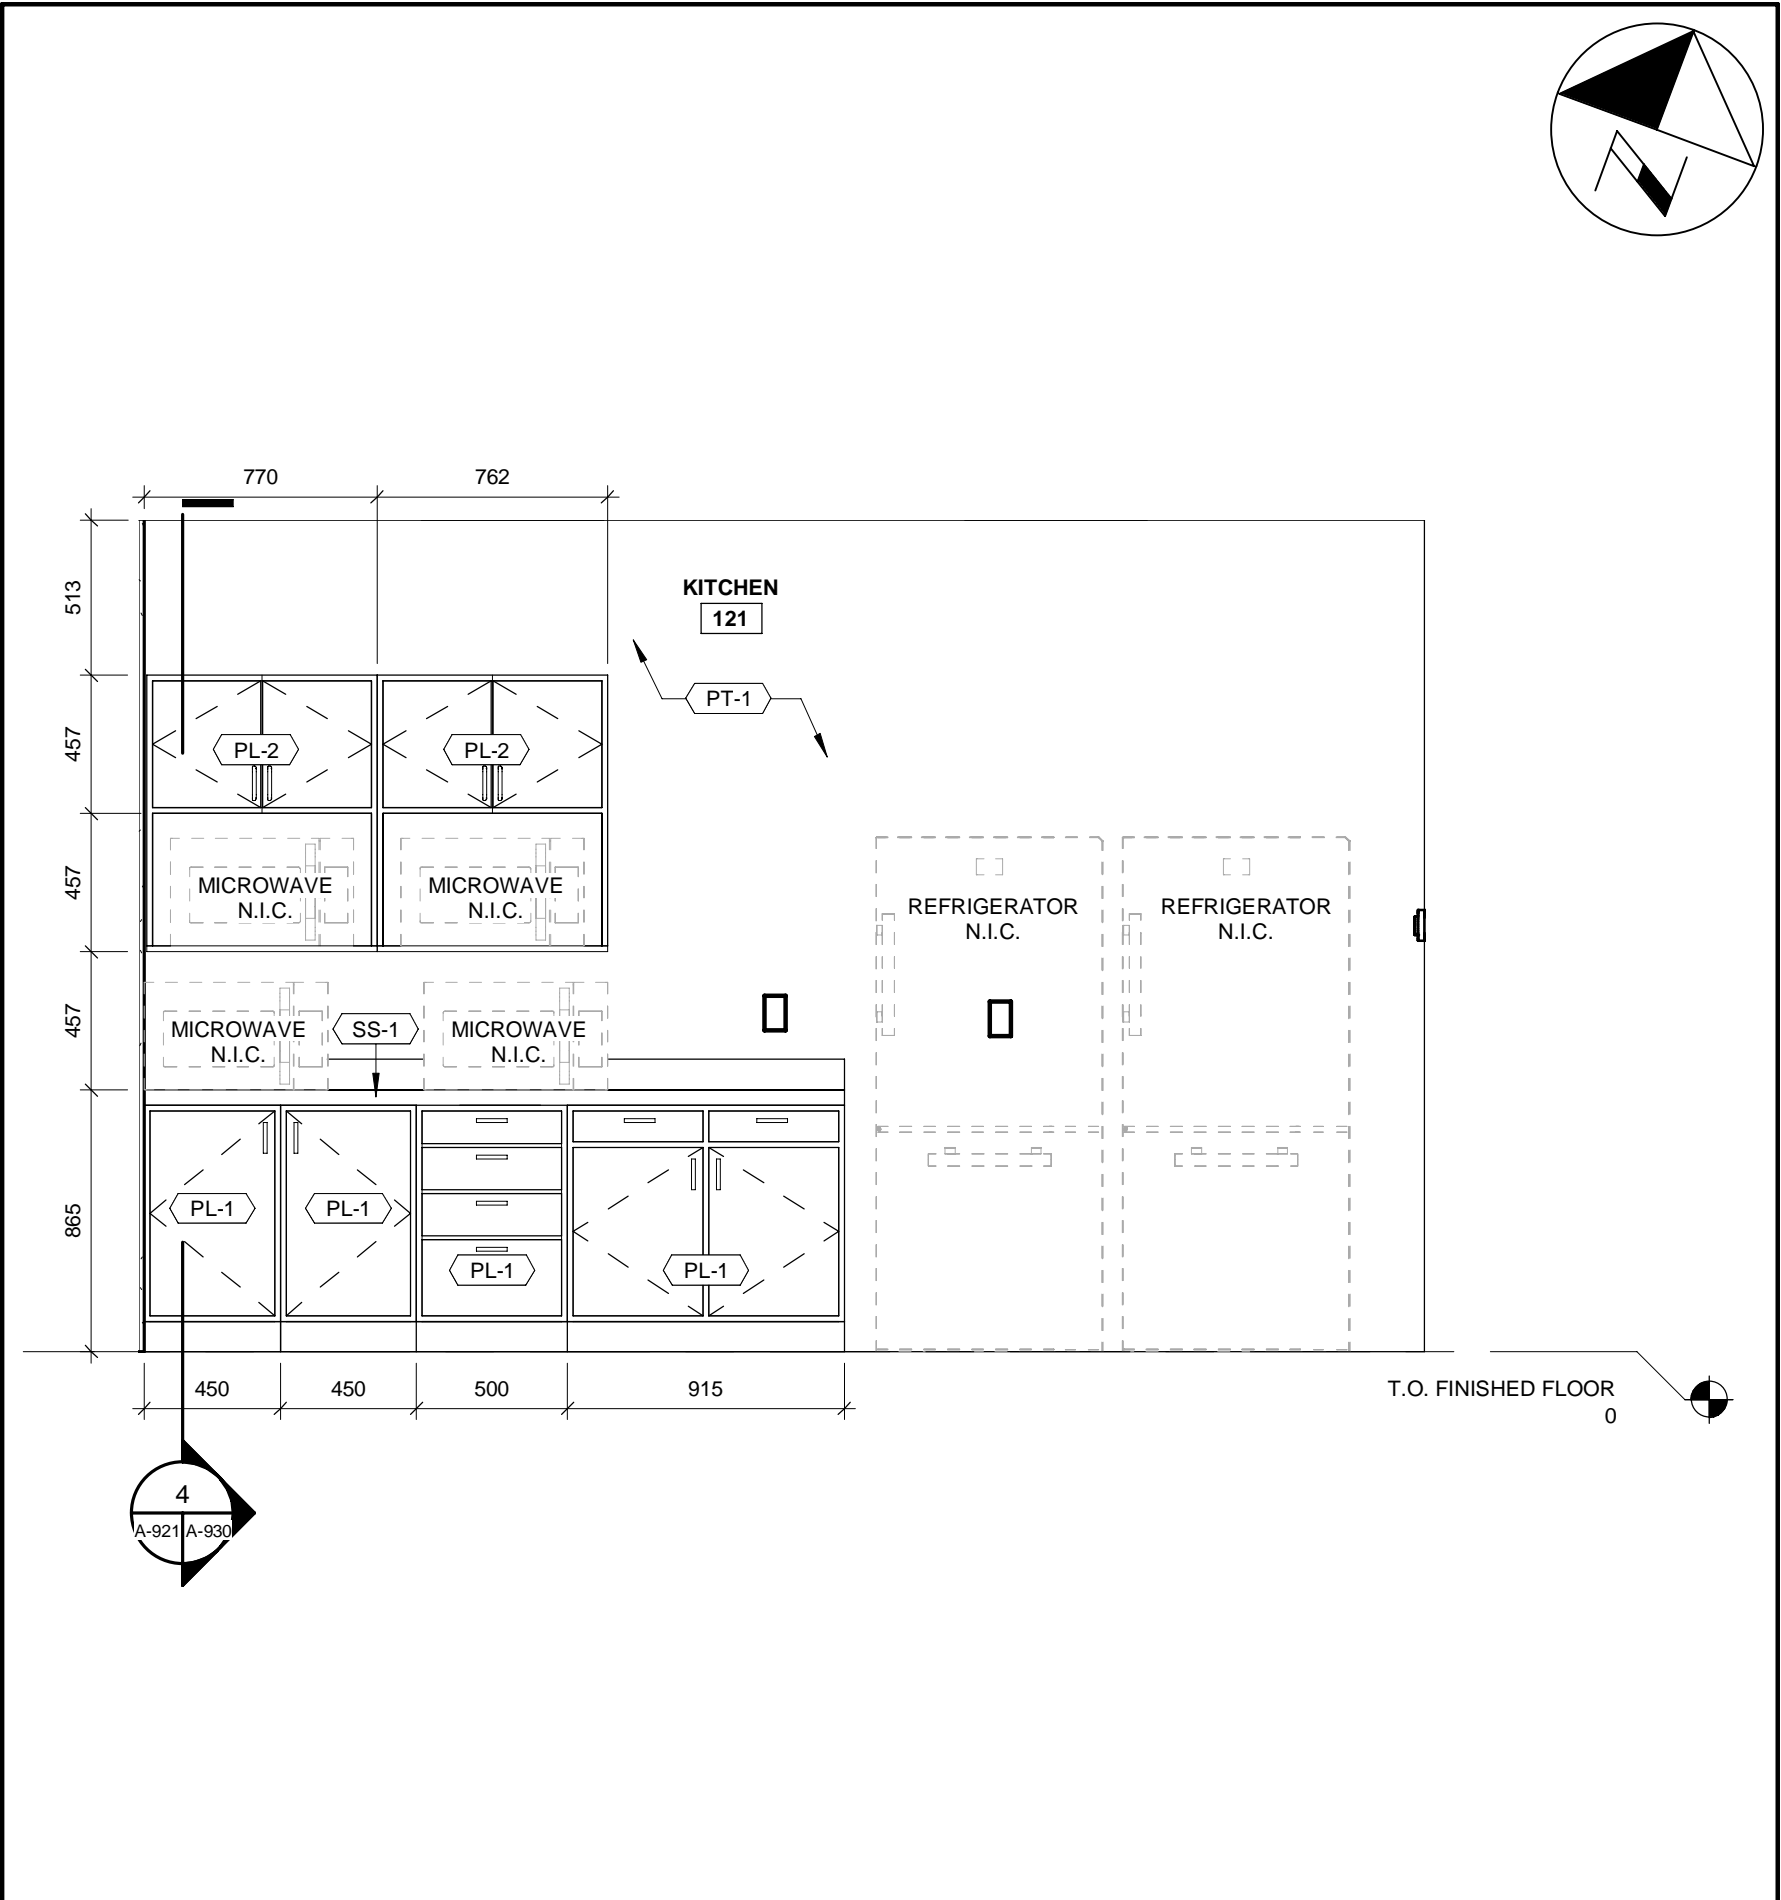 N
770 762
513
KITCHEN
121
PT-1
457
PL-2 PL-2
457
MICROWAVE
N.I.C.
MICROWAVE
N.I.C.
REFRIGERATOR
N.I.C.
REFRIGERATOR
N.I.C.
457
MICROWAVE
N.I.C.
SS-1
MICROWAVE
N.I.C.
865
PL-1 PL-1
PL-1 PL-1
450 450 500 915
T.O. FINISHED FLOOR
0
4
A-921 A-930